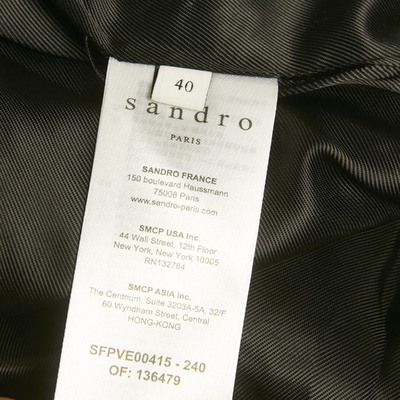 40
sandro
PARIS
SANDRO FRANCE
150 boulevard Haussmann
75008 Paris
www.sandro-paris.com
SMCP USA Inc.
44 Wall Street, 12th Floor
New York, New York 10005
RN132784
SMCP ASIA Inc.
The Centrium, Suite 3203A-5A, 32/F
60 Wyndham Street, Central
HONG-KONG
SFPVE00415 - 240
OF: 136479